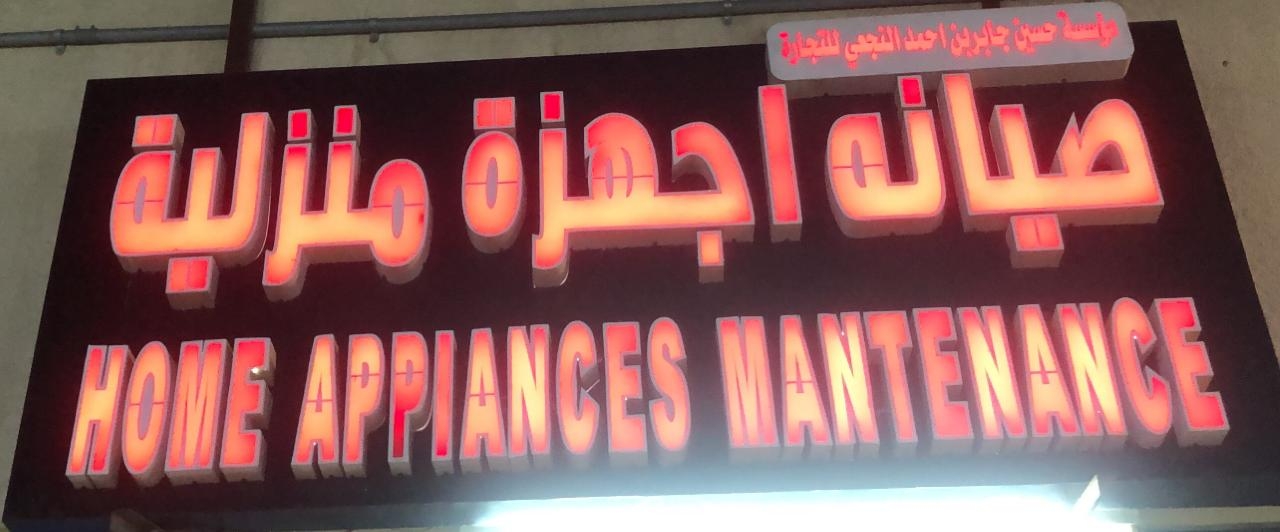 مؤسسة حسين جابر بن احمد النجعي للتجارة
صيانه اجهزة منزلية
HOME APPIANCES MANTENANCE